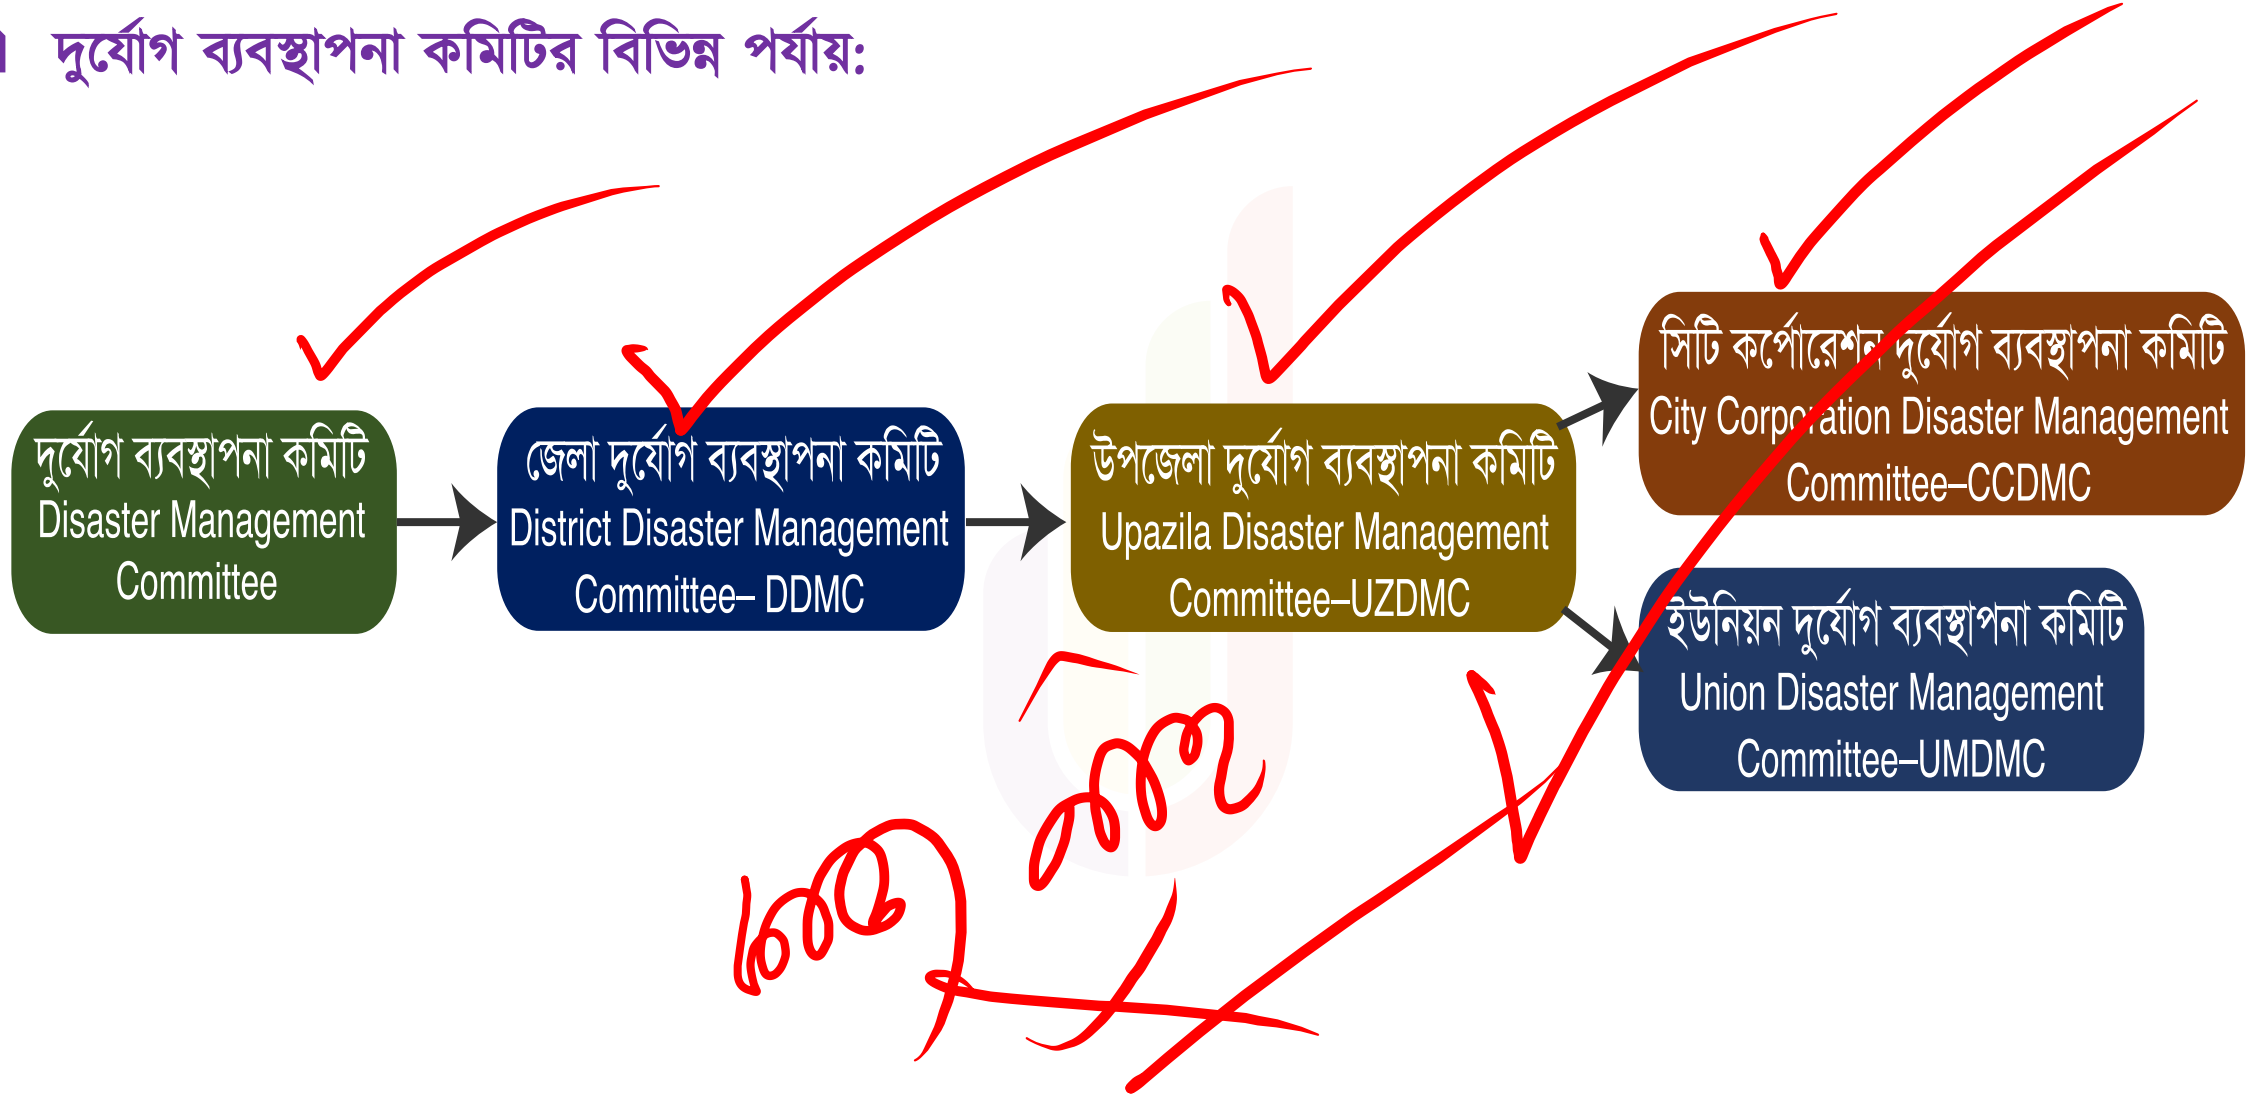 দুর্যোগ ব্যবস্থাপনা কমিটির বিভিন্ন পর্যায়:
দুর্যোগ ব্যবস্থাপনা কমিটি
Disaster Management
Committee
জেলা দুর্যোগ ব্যবস্থাপনা কমিটি
District Disaster Management
Committee– DDMC
উপজেলা দুর্যোগ ব্যবস্থাপনা কমিটি
Upazila Disaster Management
Committee–UZDMC
সিটি কর্পোরেশন দুর্যোগ ব্যবস্থাপনা কমিটি
City Corporation Disaster Management
Committee–CCDMC
ইউনিয়ন দুর্যোগ ব্যবস্থাপনা কমিটি
Union Disaster Management
Committee–UMDMC